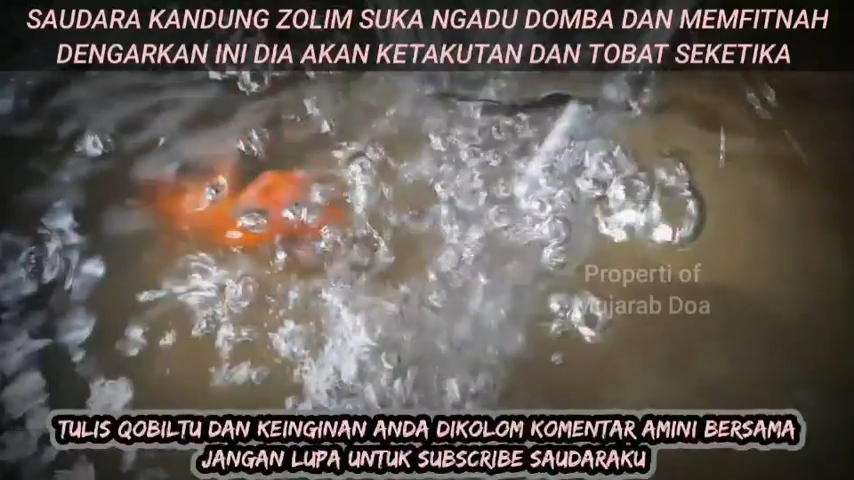 SAUDARA KANDUNG ZOLIM SUKA NGADU DOMBA DAN MEMFITNAH
DENGARKAN INI DIA AKAN KETAKUTAN DAN TOBAT SEKETIKA
Properti of
Mujarab Doa
TULIS QOBILTU DAN KEINGINAN ANDA DIKOLOM KOMENTAR AMINI BERSAMA
JANGAN LUPA UNTUK SUBSCRIBE SAUDARAKU